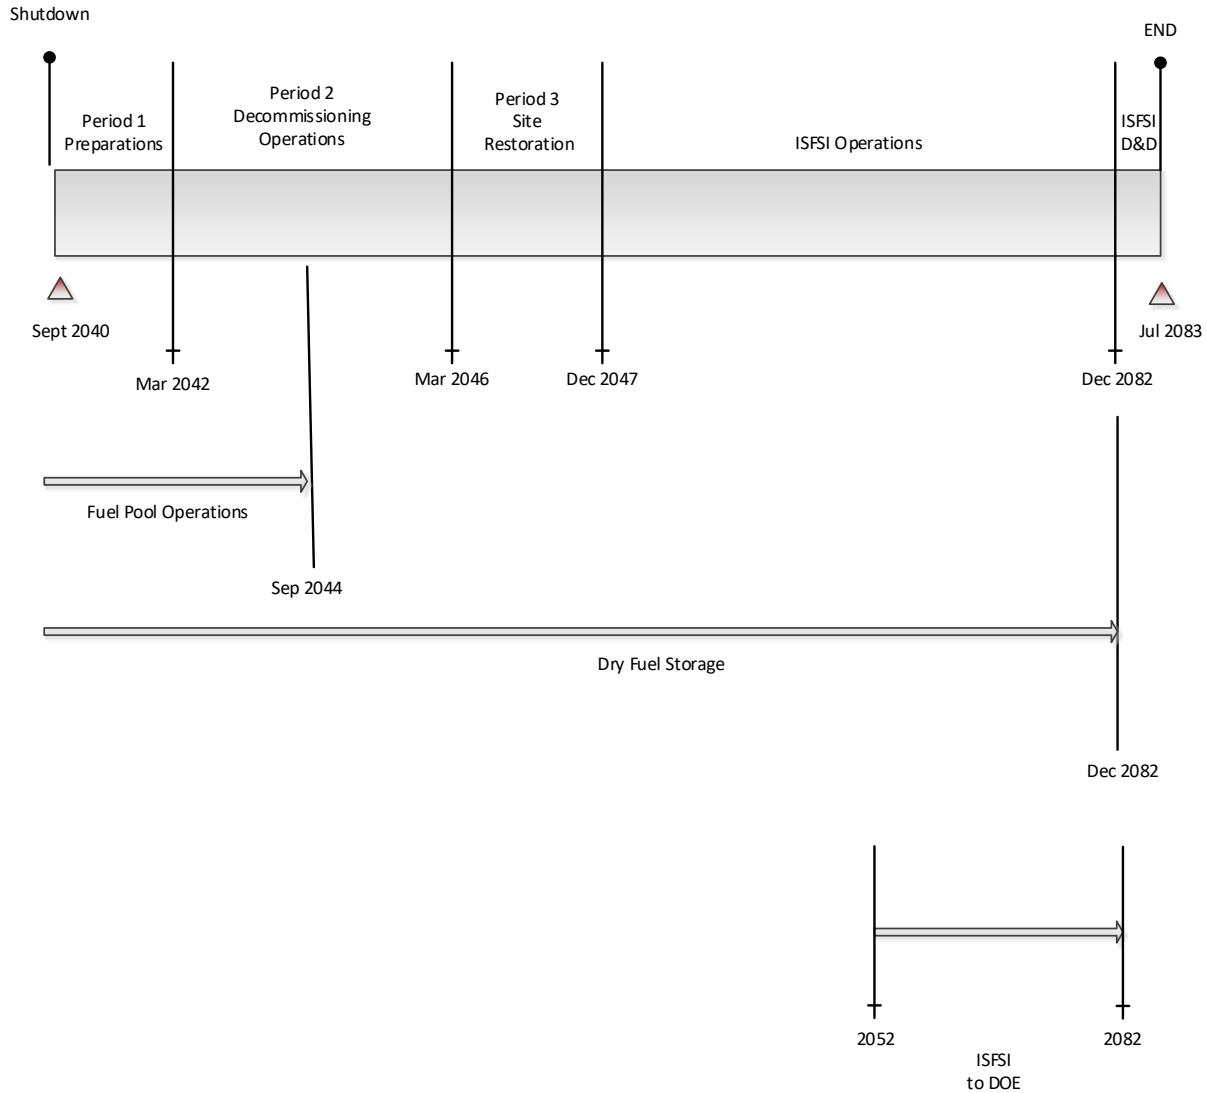 Shutdown
END
Period 1
Preparations
Period 2
Decommissioning
Operations
Period 3
Site
Restoration
ISFSI Operations
ISFSI
D&D
Sept 2040
Mar 2042
Mar 2046
Dec 2047
Dec 2082
Jul 2083
Fuel Pool Operations
Sep 2044
Dry Fuel Storage
Dec 2082
2052
2082
ISFSI
to DOE